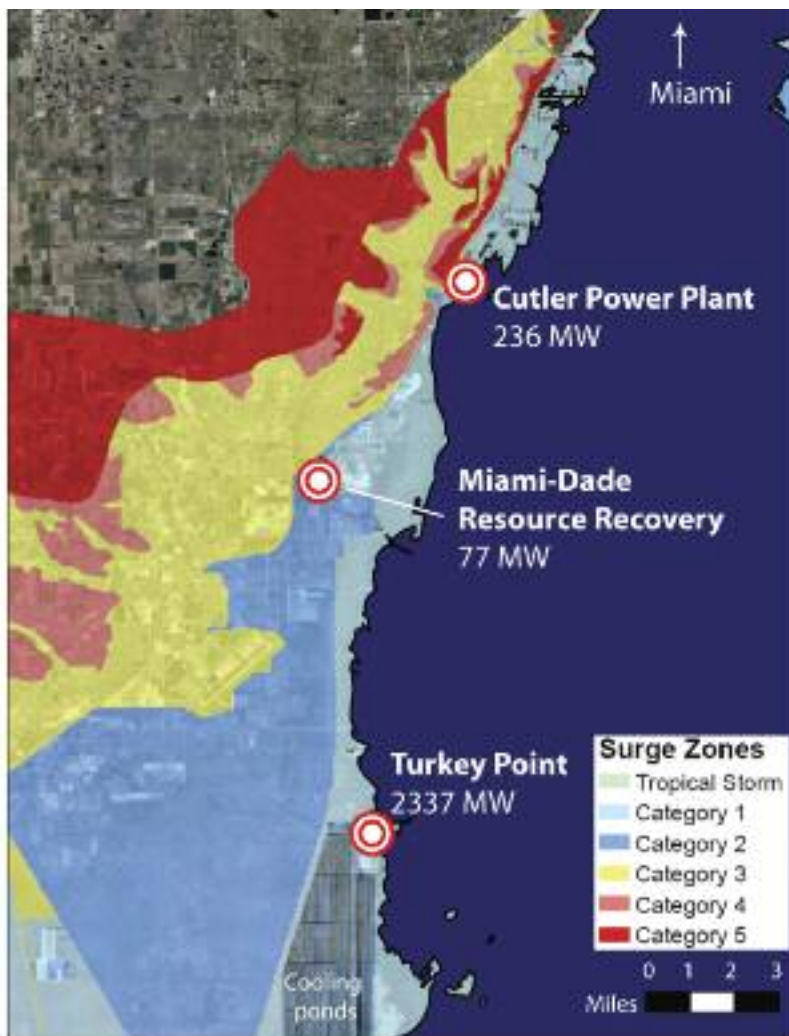 Miami
Cutler Power Plant
236 MW
Miami-Dade
Resource Recovery
77 MW
Turkey Point
2337 MW
Cooling
ponds
Surge Zones
Tropical Storm
Category 1
Category 2
Category 3
Category 4
Category 5
0 1 2 3
Miles